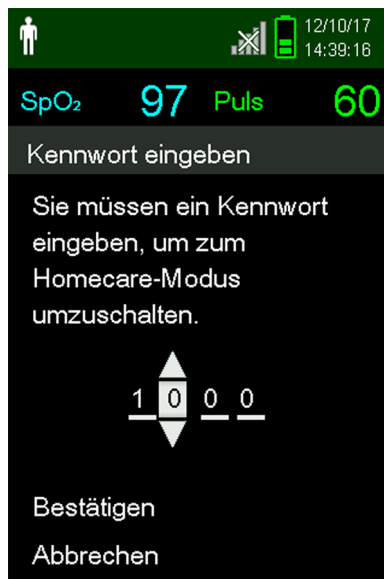 12/10/17
14:39:16
SpO₂ 97 Puls 60
Kennwort eingeben
Sie müssen ein Kennwort
eingeben, um zum
Homecare-Modus
umzuschalten.
1 0 0 0
Bestätigen
Abbrechen